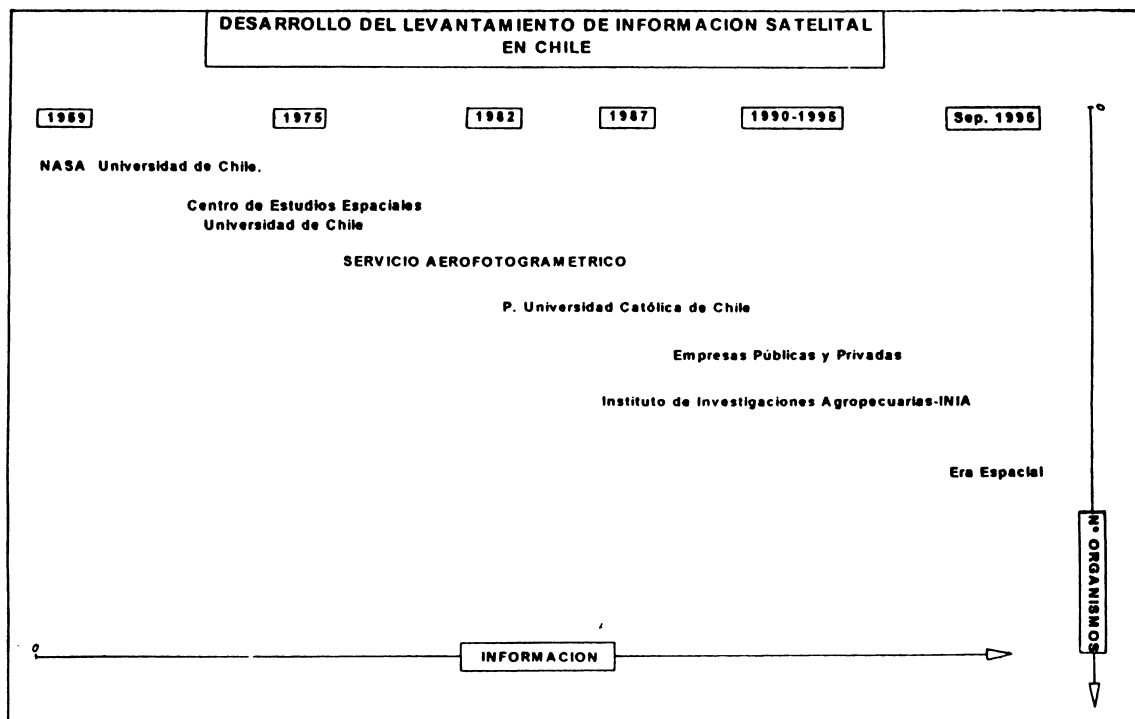 DESARROLLO DEL LEVANTAMIENTO DE INFORMACION SATELITAL
EN CHILE
1959
1975
1982
1987
1990-1995
Sep. 1995
0
NASA Universidad de Chile.
Centro de Estudios Espaciales
Universidad de Chile
SERVICIO AEROFOTOGRAMETRICO
P. Universidad Católica de Chile
Empresas Públicas y Privadas
Instituto de Investigaciones Agropecuarias-INIA
Era Espacial
Nº ORGANISMOS
0
INFORMACION